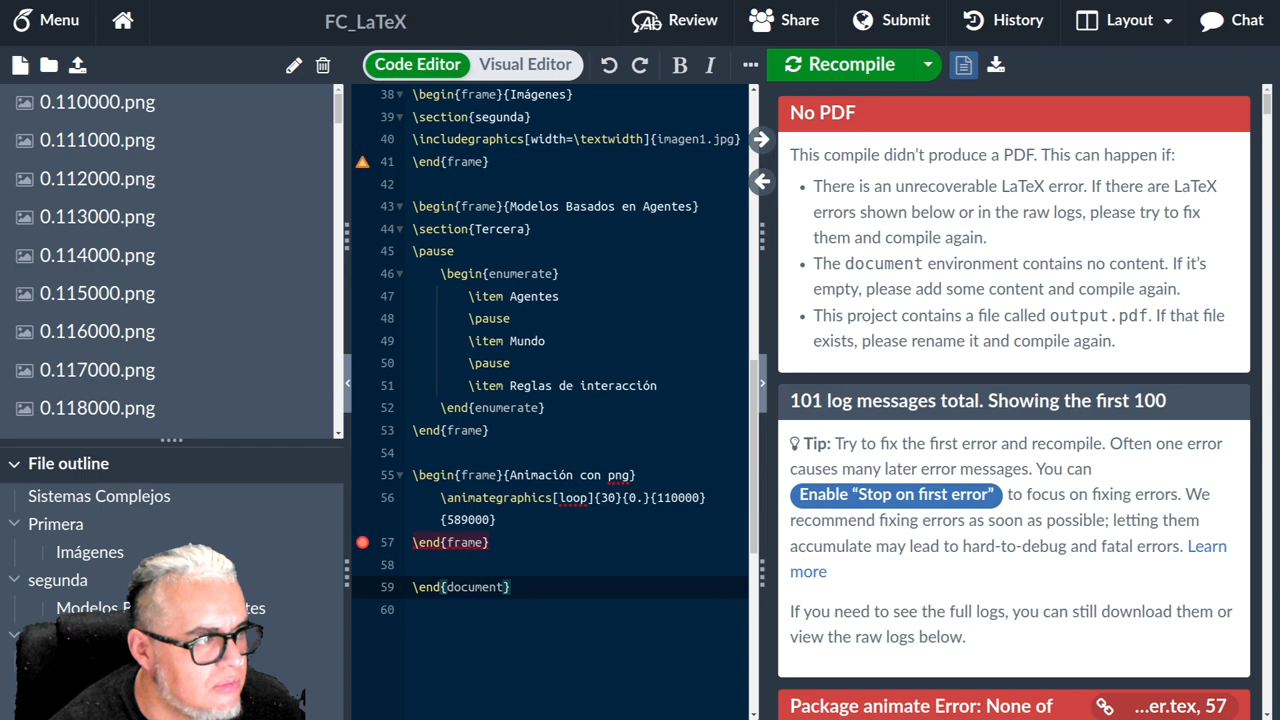 Menu
FC_LaTeX
Review
Share
Submit
History
Layout
Chat
Code Editor
Visual Editor
B
I
Recompile
0.110000.png
0.111000.png
0.112000.png
0.113000.png
0.114000.png
0.115000.png
0.116000.png
0.117000.png
0.118000.png
File outline
Sistemas Complejos
Primera
Imágenes
segunda
38 \begin{frame}{Imágenes}
39 \section{segunda}
40 \includegraphics[width=\textwidth]{imagen1.jpg}
41 \end{frame}
42
43 \begin{frame}{Modelos Basados en Agentes}
44 \section{Tercera}
45 \pause
46 \begin{enumerate}
47 \item Agentes
48 \pause
49 \item Mundo
50 \pause
51 \item Reglas de interacción
52 \end{enumerate}
53 \end{frame}
54
55 \begin{frame}{Animación con png}
56 \animategraphics[loop]{30}{0.}{110000}
{589000}
57 \end{frame}
58
59 \end{document}
60
No PDF
This compile didn't produce a PDF. This can happen if:
• There is an unrecoverable LaTeX error. If there are LaTeX
errors shown below or in the raw logs, please try to fix
them and compile again.
• The document environment contains no content. If it's
empty, please add some content and compile again.
• This project contains a file called output.pdf. If that file
exists, please rename it and compile again.
101 log messages total. Showing the first 100
Tip: Try to fix the first error and recompile. Often one error
causes many later error messages. You can
Enable “Stop on first error” to focus on fixing errors. We
recommend fixing errors as soon as possible; letting them
accumulate may lead to hard-to-debug and fatal errors. Learn
more
If you need to see the full logs, you can still download them or
view the raw logs below.
Package animate Error: None of
...er.tex, 57